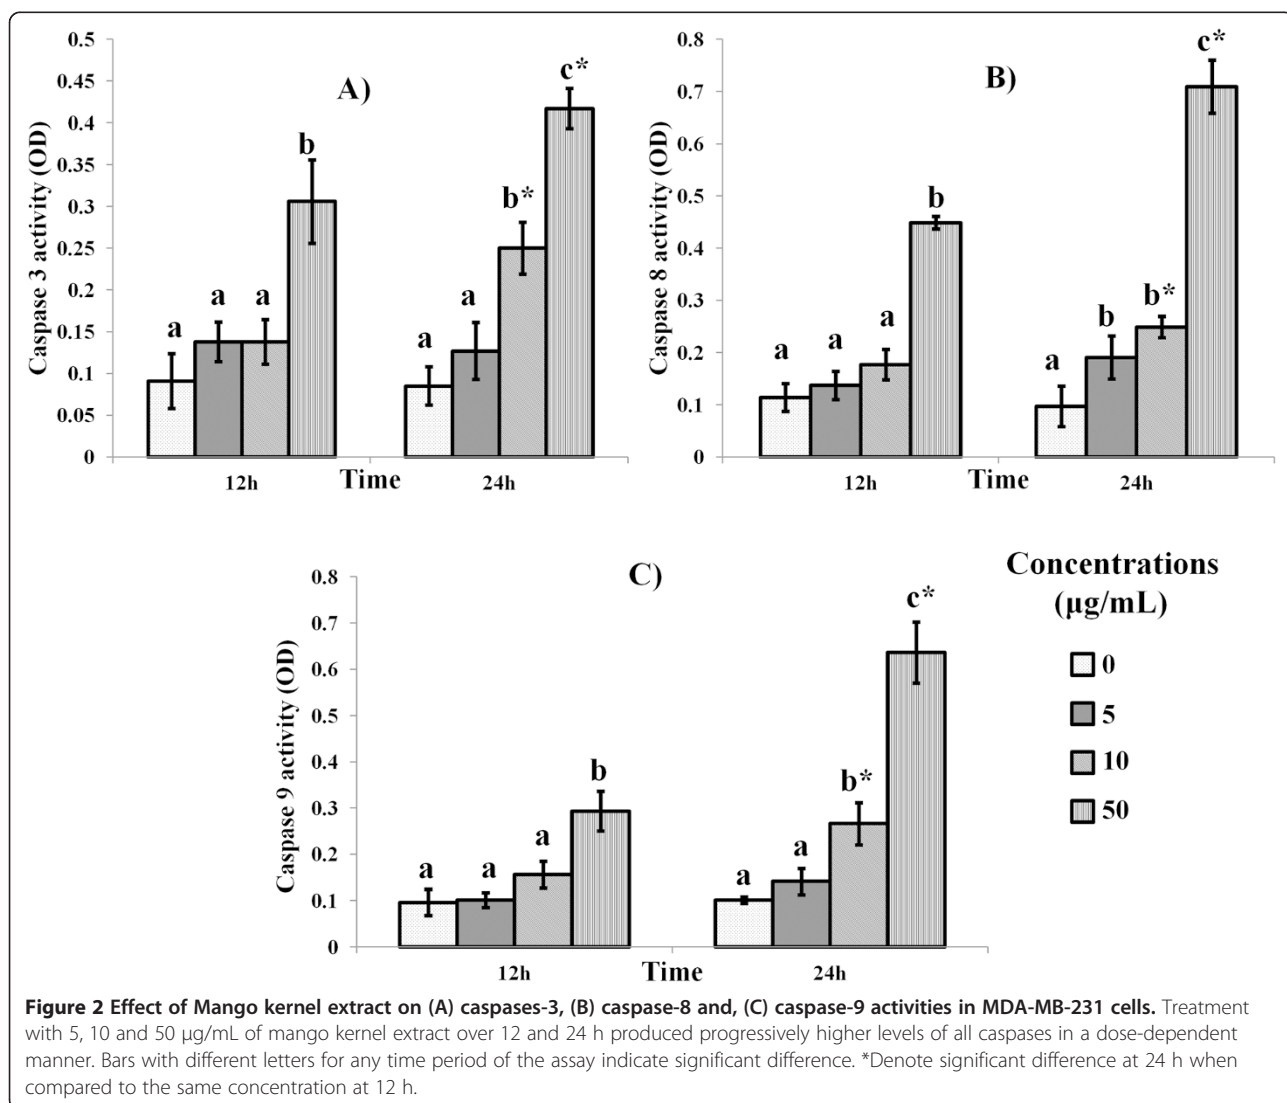 0.5
0.45
0.4
0.35
0.3
0.25
0.2
0.15
0.1
0.05
0
Caspase 3 activity (OD)
A)
a
a
a
b
a
a
b*
c*
12h
Time
24h
0.8
0.7
0.6
0.5
0.4
0.3
0.2
0.1
0
Caspase 8 activity (OD)
B)
a
a
a
b
a
b
b*
c*
12h
Time
24h
0.8
0.7
0.6
0.5
0.4
0.3
0.2
0.1
0
Caspase 9 activity (OD)
C)
a
a
a
b
a
a
b*
c*
12h
Time
24h
Concentrations
(µg/mL)
0
5
10
50
Figure 2 Effect of Mango kernel extract on (A) caspases-3, (B) caspase-8 and, (C) caspase-9 activities in MDA-MB-231 cells. Treatment
with 5, 10 and 50 µg/mL of mango kernel extract over 12 and 24 h produced progressively higher levels of all caspases in a dose-dependent
manner. Bars with different letters for any time period of the assay indicate significant difference. *Denote significant difference at 24 h when
compared to the same concentration at 12 h.